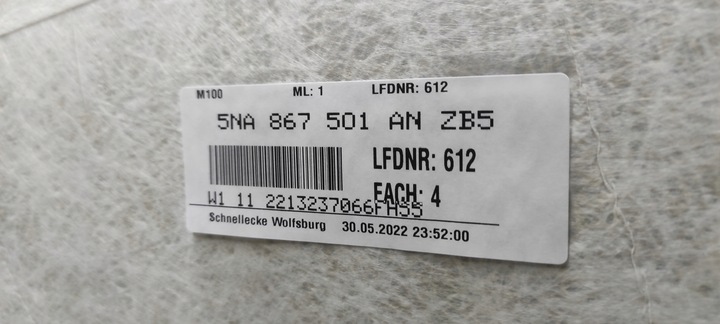 M100 ML: 1 LFDNR: 612
5NA 867 501 AN ZB5
LFDNR: 612
EACH: 4
W1 11 2213237066FH55
Schnellecke Wolfsburg 30.05.2022 23:52:00